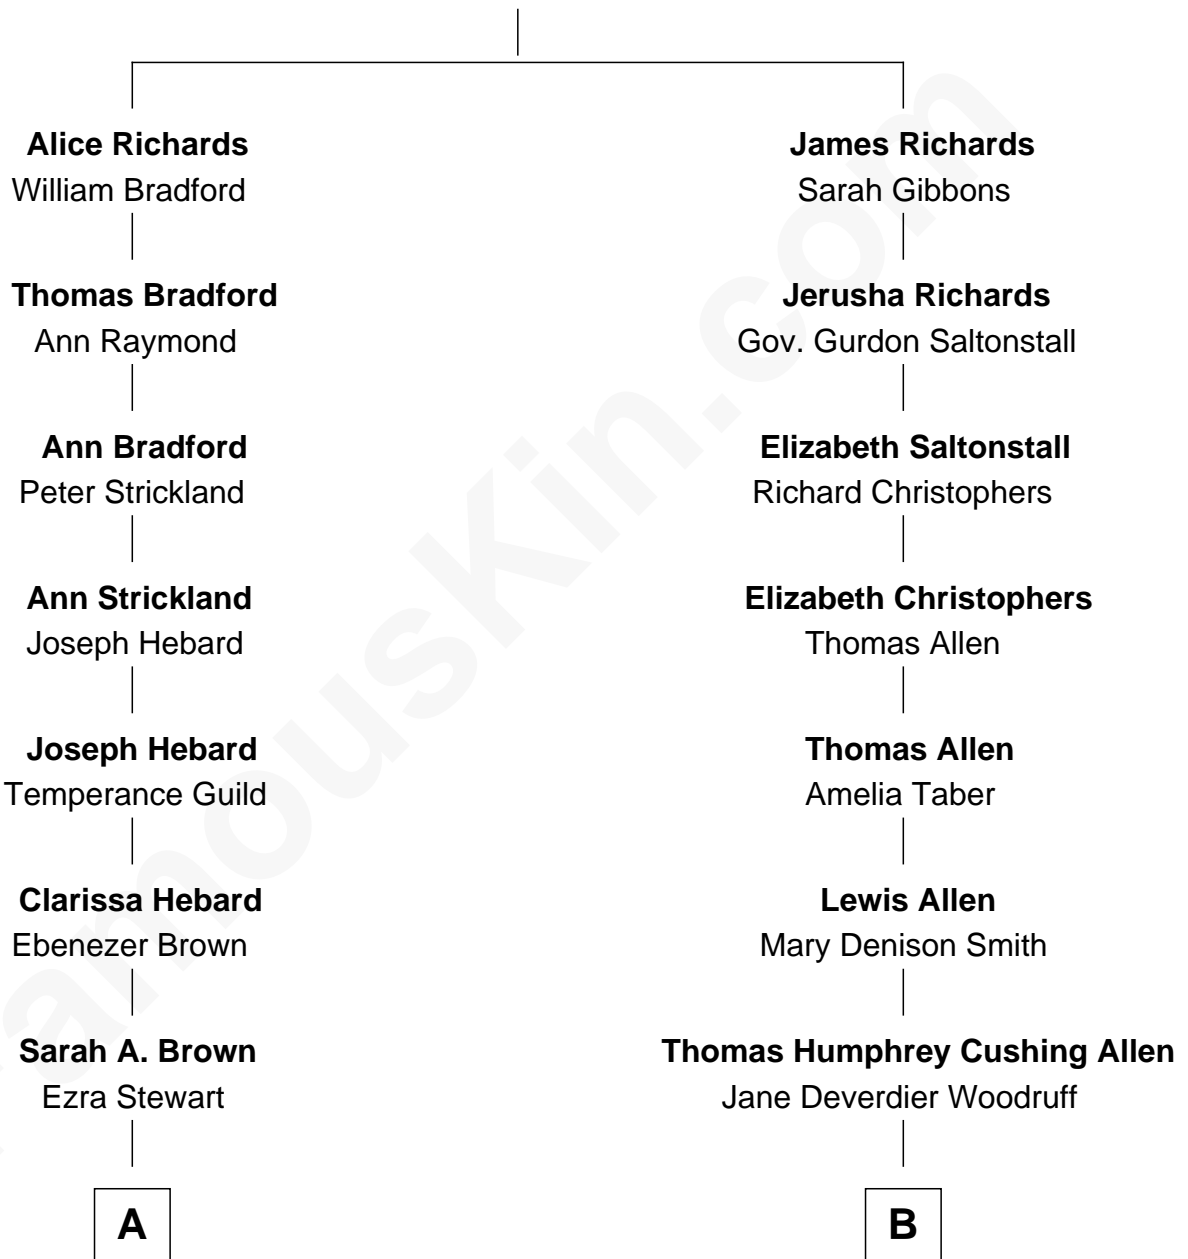 Alice Richards
William Bradford
James Richards
Sarah Gibbons
Thomas Bradford
Ann Raymond
Jerusha Richards
Gov. Gurdon Saltonstall
Ann Bradford
Peter Strickland
Elizabeth Saltonstall
Richard Christophers
Ann Strickland
Joseph Hebard
Elizabeth Christophers
Thomas Allen
Joseph Hebard
Temperance Guild
Thomas Allen
Amelia Taber
Clarissa Hebard
Ebenezer Brown
Lewis Allen
Mary Denison Smith
Sarah A. Brown
Ezra Stewart
Thomas Humphrey Cushing Allen
Jane Deverdier Woodruff
A
B
FamousKin.com